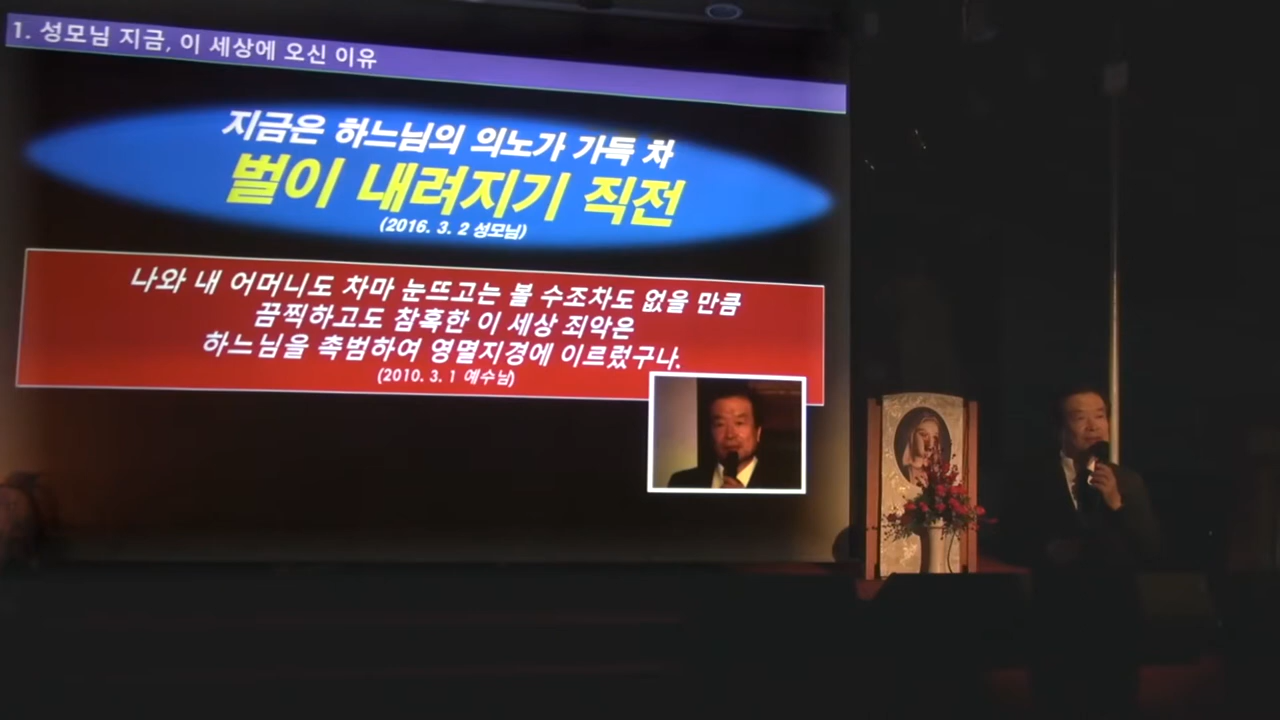 1. 성모님 지금, 이 세상에 오신 이유
지금은 하느님의 의노가 가득 차
벌이 내려지기 직전
(2016. 3. 2 성모님)
나와 내 어머니도 차마 눈뜨고는 볼 수조차도 없을 만큼
끔찍하고도 참혹한 이 세상 죄악은
하느님을 촉범하여 영멸지경에 이르렀구나.
(2010. 3. 1 예수님)